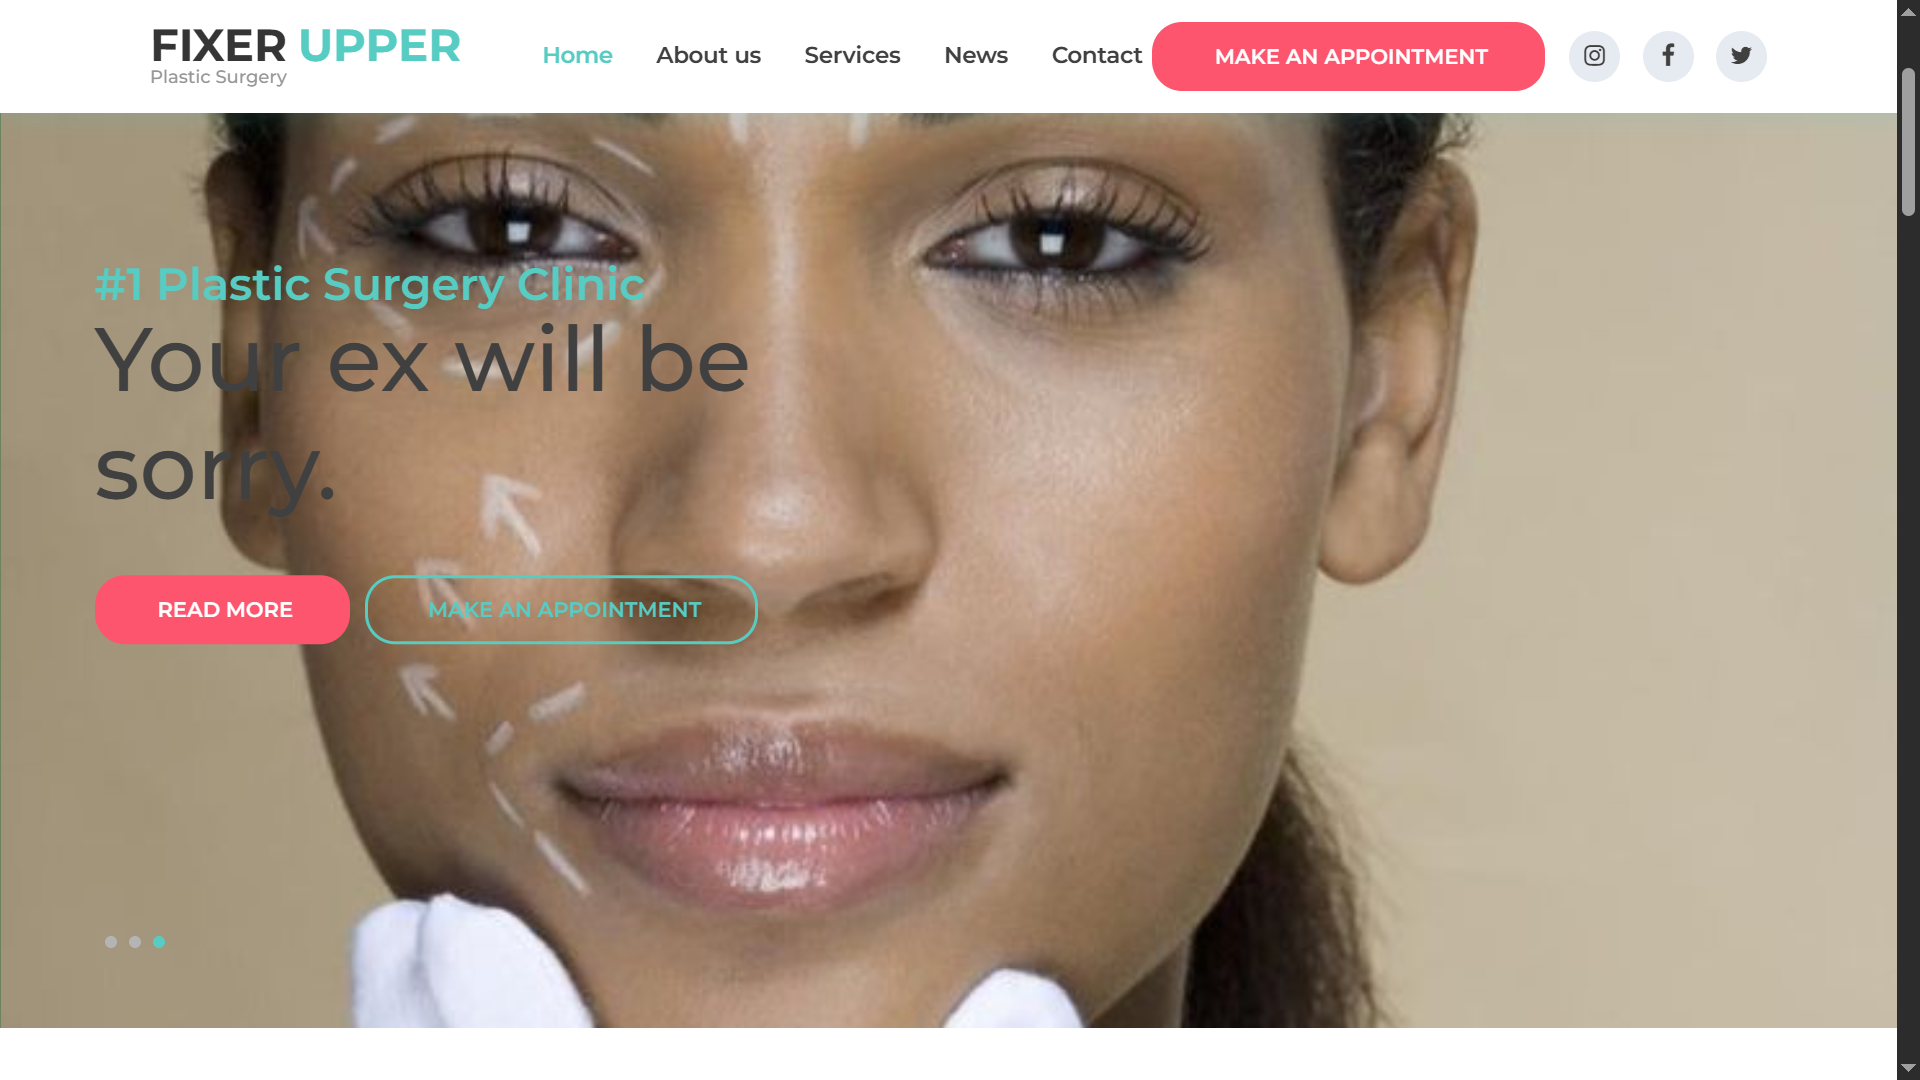 FIXER UPPER
Plastic Surgery
Home
About us
Services
News
Contact
MAKE AN APPOINTMENT
#1 Plastic Surgery Clinic
Your ex will be
sorry.
READ MORE
MAKE AN APPOINTMENT